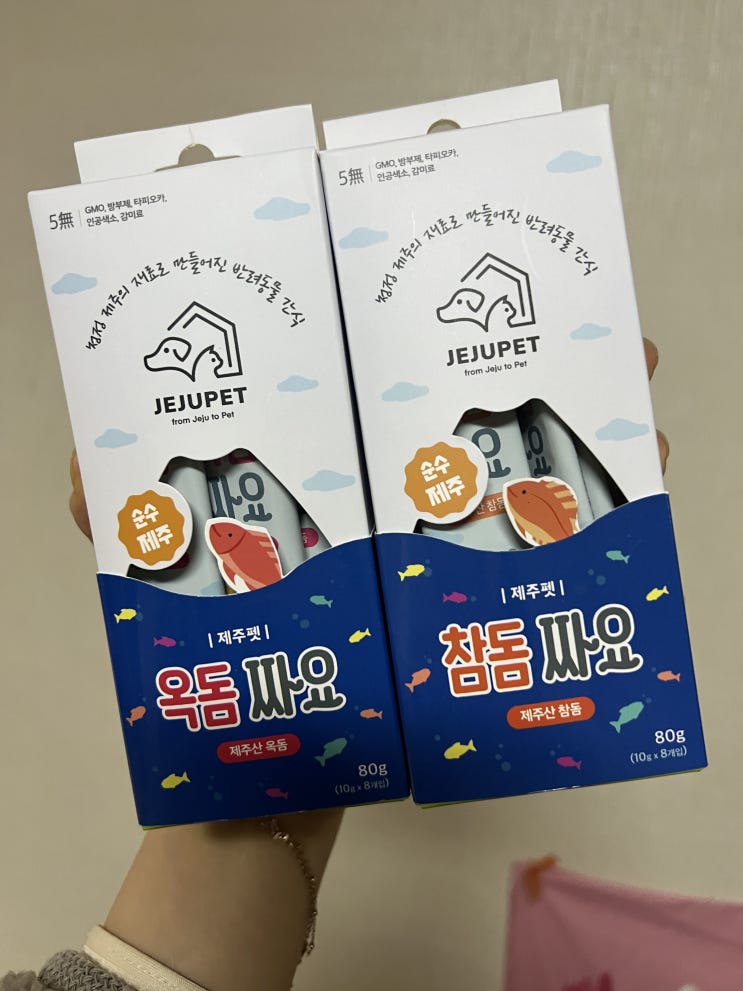 5無
GMO, 방부제, 타피오카,
인공색소, 감미료
청정 제주의 재료로 만들어진 반려동물 간식
JEJUPET
from Jeju to Pet
순수
제주
요
| 제주펫 |
옥돔 짜요
제주산 옥돔
80g
(10g x 8개입)
5無
GMO, 방부제, 타피오카,
인공색소, 감미료
청정 제주의 재료로 만들어진 반려동물 간식
JEJUPET
from Jeju to Pet
순수
제주
요
산 참돔
| 제주펫 |
참돔 짜요
제주산 참돔
80g
(10g x 8개입)